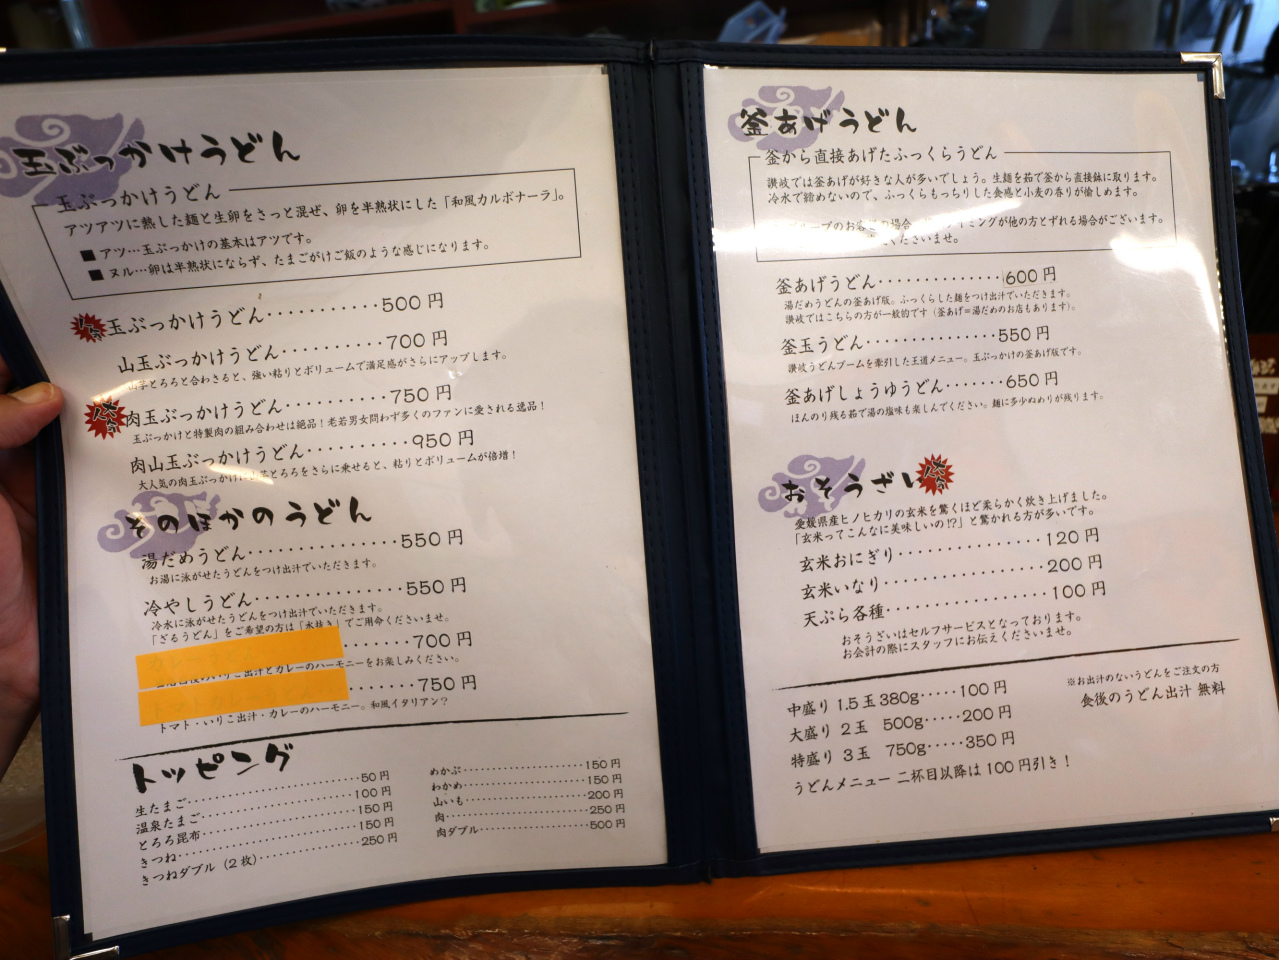 玉ぶっかけうどん
玉ぶっかけうどん
アツアツに熱した麺と生卵をさっと混ぜ、卵を半熟状にした「和風カルボナーラ」。
■ アツ…玉ぶっかけの基本はアツです。
■ ヌル…卵は半熟状にならず、たまごがけご飯のような感じになります。
玉ぶっかけうどん············500円
山玉ぶっかけうどん··········700円
とろろと合わさると、強い粘りとボリュームで満足感がさらにアップします。
大人気
肉玉ぶっかけうどん··········750円
玉ぶっかけと特製肉の組み合わせは絶品！老若男女問わず多くのファンに愛される逸品！
肉山玉ぶっかけうどん··········950円
大人気の肉玉ぶっかけに とろろをさらに乗せると、粘りとボリュームが倍増！
そのほかのうどん
湯だめうどん················550円
お湯に泳がせたうどんをつけ出汁でいただきます。
冷やしうどん················550円
冷水に泳がせたうどんをつけ出汁でいただきます。
「ざるうどん」をご希望の方は「水抜き」でご用命くださいませ。
·······700円
いりこ出汁とカレーのハーモニーをお楽しみください。
·······750円
トマト・いりこ出汁・カレーのハーモニー。和風イタリアン？
トッピング
生たまご·····················50円
温泉たまご··················100円
とろろ昆布··················150円
きつね······················150円
きつねダブル（2枚）··············250円
めかぶ······················150円
わかめ······················150円
山いも······················200円
肉·························250円
肉ダブル····················500円
釜あげうどん
釜から直接あげたふっくらうどん
讃岐では釜あげが好きな人が多いでしょう。生麺を茹で釜から直接鉢に取ります。
冷水で締めないので、ふっくらもっちりした食感と小麦の香りが愉しめます。
ループのお客 の場合 イミングが他の方とずれる場合がございます。
くださいませ。
釜あげうどん··············600円
湯だめうどんの釜あげ版。ふっくらした麺をつけ出汁でいただきます。
讃岐ではこちらの方が一般的です（釜あげ＝湯だめのお店もあります）。
釜玉うどん················550円
讃岐うどんブームを牽引した王道メニュー。玉ぶっかけの釜あげ版です。
釜あげしょうゆうどん·······650円
ほんのり残る茹で湯の塩味も楽しんでください。麺に多少ぬめりが残ります。
おそうざい
大人気
愛媛県産ヒノヒカリの玄米を驚くほど柔らかく炊き上げました。
「玄米ってこんなに美味しいの!?」と驚かれる方が多いです。
玄米おにぎり···············120円
玄米いなり·················200円
天ぷら各種·················100円
おそうざいはセルフサービスとなっております。
お会計の際にスタッフにお伝えくださいませ。
中盛り 1.5玉 380g·····100円
大盛り 2玉 500g·····200円
特盛り 3玉 750g·····350円
うどんメニュー 二杯目以降は100円引き！
※お出汁のないうどんをご注文の方
食後のうどん出汁 無料